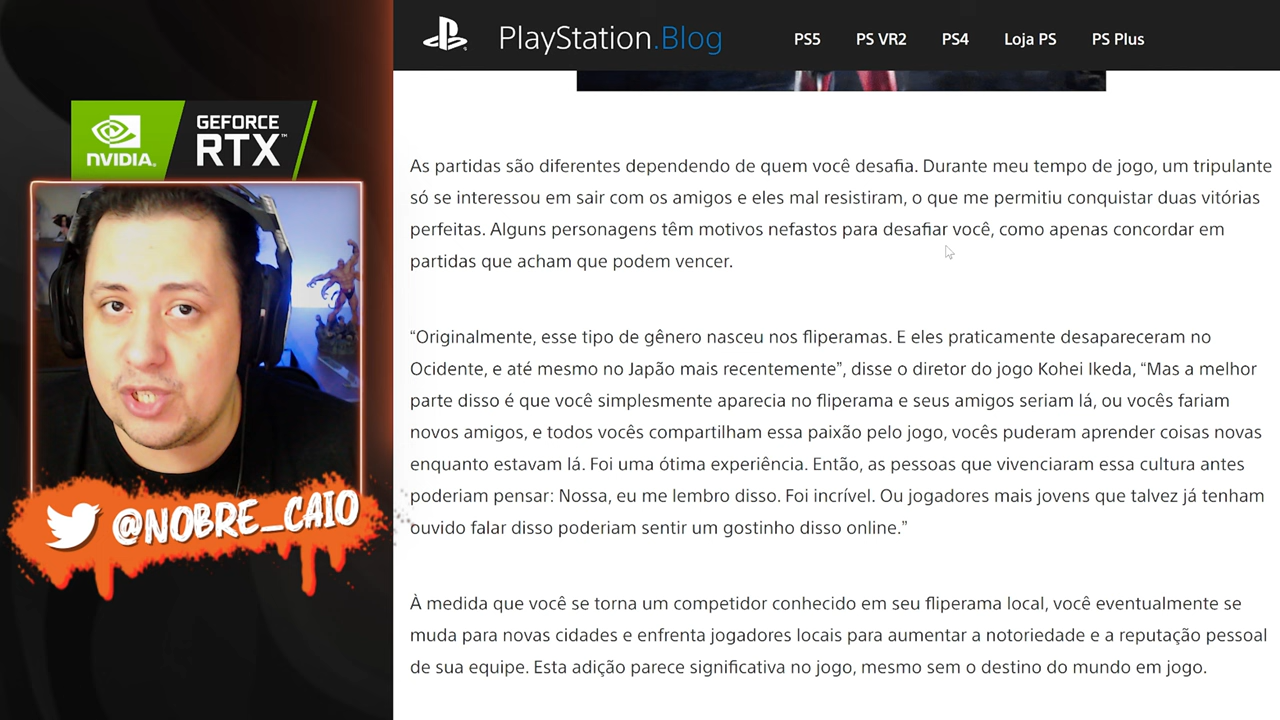 PlayStation.Blog
PS5
PS VR2
PS4
Loja PS
PS Plus
NVIDIA.
GEFORCE
RTX™
@NOBRE_CAIO
As partidas são diferentes dependendo de quem você desafia. Durante meu tempo de jogo, um tripulante
só se interessou em sair com os amigos e eles mal resistiram, o que me permitiu conquistar duas vitórias
perfeitas. Alguns personagens têm motivos nefastos para desafiar você, como apenas concordar em
partidas que acham que podem vencer.
“Originalmente, esse tipo de gênero nasceu nos fliperamas. E eles praticamente desapareceram no
Ocidente, e até mesmo no Japão mais recentemente”, disse o diretor do jogo Kohei Ikeda, “Mas a melhor
parte disso é que você simplesmente aparecia no fliperama e seus amigos seriam lá, ou vocês fariam
novos amigos, e todos vocês compartilham essa paixão pelo jogo, vocês puderam aprender coisas novas
enquanto estavam lá. Foi uma ótima experiência. Então, as pessoas que vivenciaram essa cultura antes
poderiam pensar: Nossa, eu me lembro disso. Foi incrível. Ou jogadores mais jovens que talvez já tenham
ouvido falar disso poderiam sentir um gostinho disso online.”
À medida que você se torna um competidor conhecido em seu fliperama local, você eventualmente se
muda para novas cidades e enfrenta jogadores locais para aumentar a notoriedade e a reputação pessoal
de sua equipe. Esta adição parece significativa no jogo, mesmo sem o destino do mundo em jogo.